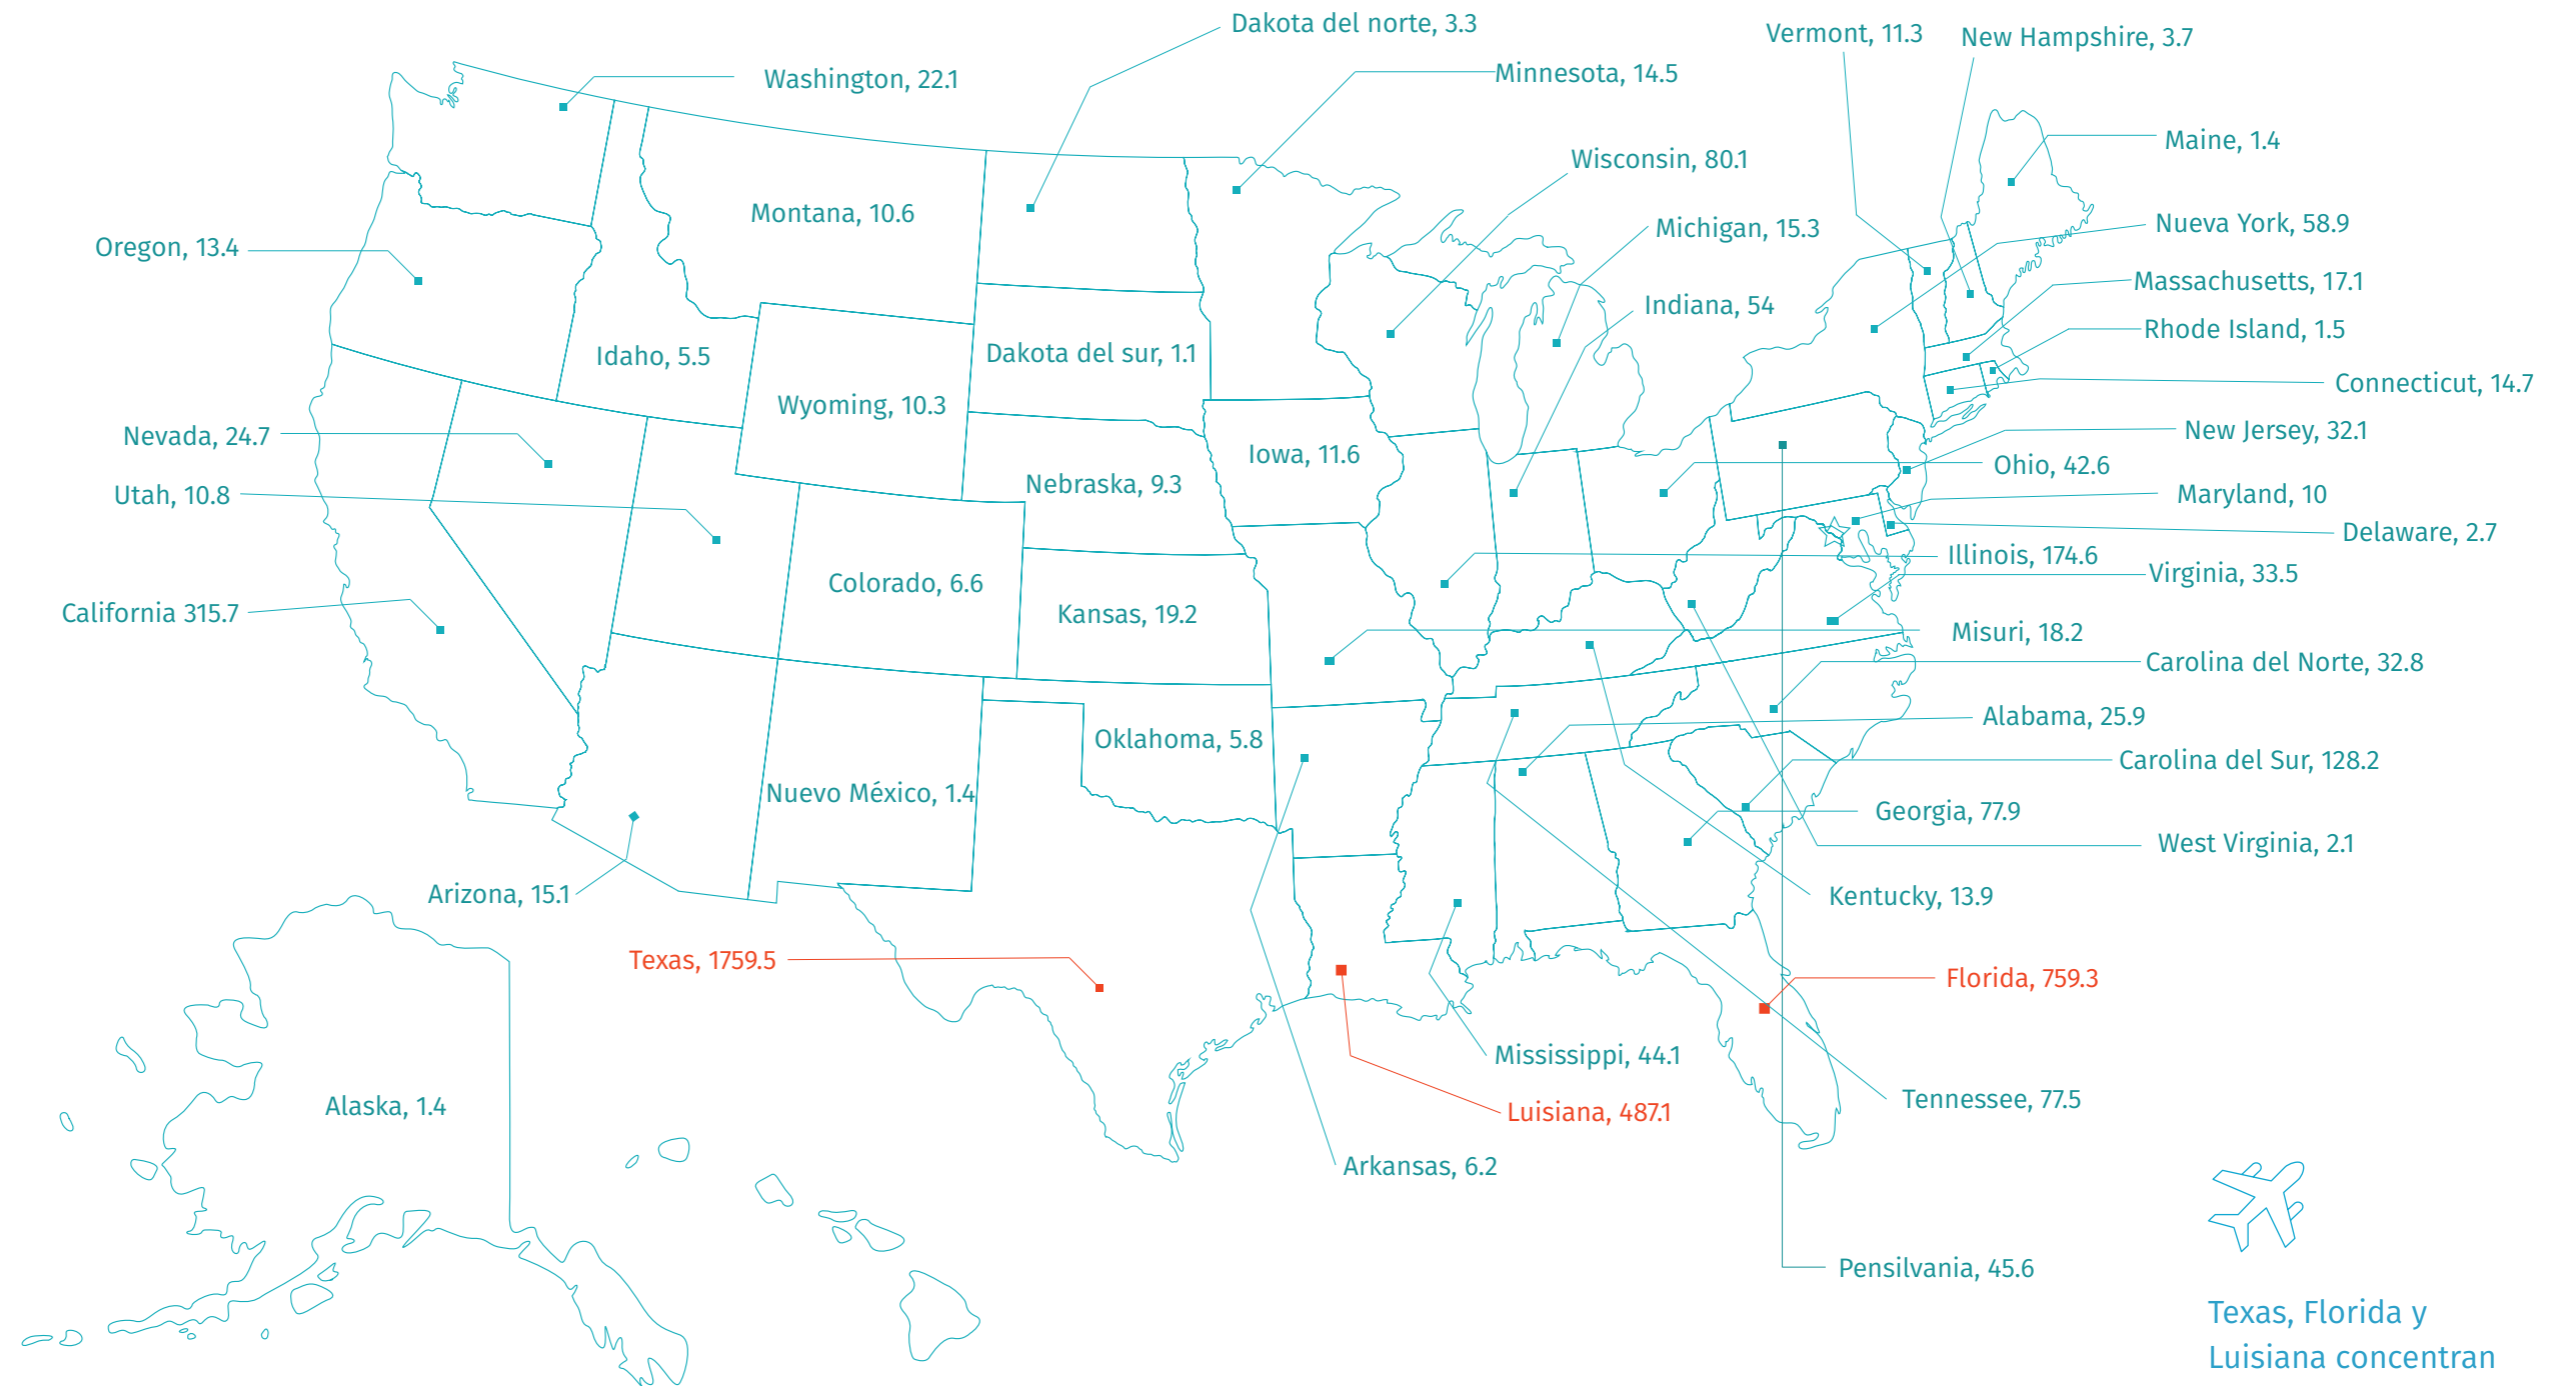 Dakota del norte, 3.3
Vermont, 11.3
New Hampshire, 3.7
Washington, 22.1
Minnesota, 14.5
Maine, 1.4
Wisconsin, 80.1
Montana, 10.6
Michigan, 15.3
Nueva York, 58.9
Oregon, 13.4
Massachusetts, 17.1
Indiana, 54
Rhode Island, 1.5
Idaho, 5.5
Dakota del sur, 1.1
Connecticut, 14.7
Wyoming, 10.3
Nevada, 24.7
New Jersey, 32.1
Iowa, 11.6
Ohio, 42.6
Nebraska, 9.3
Utah, 10.8
Maryland, 10
Delaware, 2.7
Illinois, 174.6
Colorado, 6.6
Virginia, 33.5
California 315.7
Kansas, 19.2
Misuri, 18.2
Carolina del Norte, 32.8
Alabama, 25.9
Oklahoma, 5.8
Carolina del Sur, 128.2
Nuevo México, 1.4
Georgia, 77.9
West Virginia, 2.1
Arizona, 15.1
Kentucky, 13.9
Texas, 1759.5
Florida, 759.3
Mississippi, 44.1
Alaska, 1.4
Tennessee, 77.5
Luisiana, 487.1
Arkansas, 6.2
Pensilvania, 45.6
Texas, Florida y
Luisiana concentran